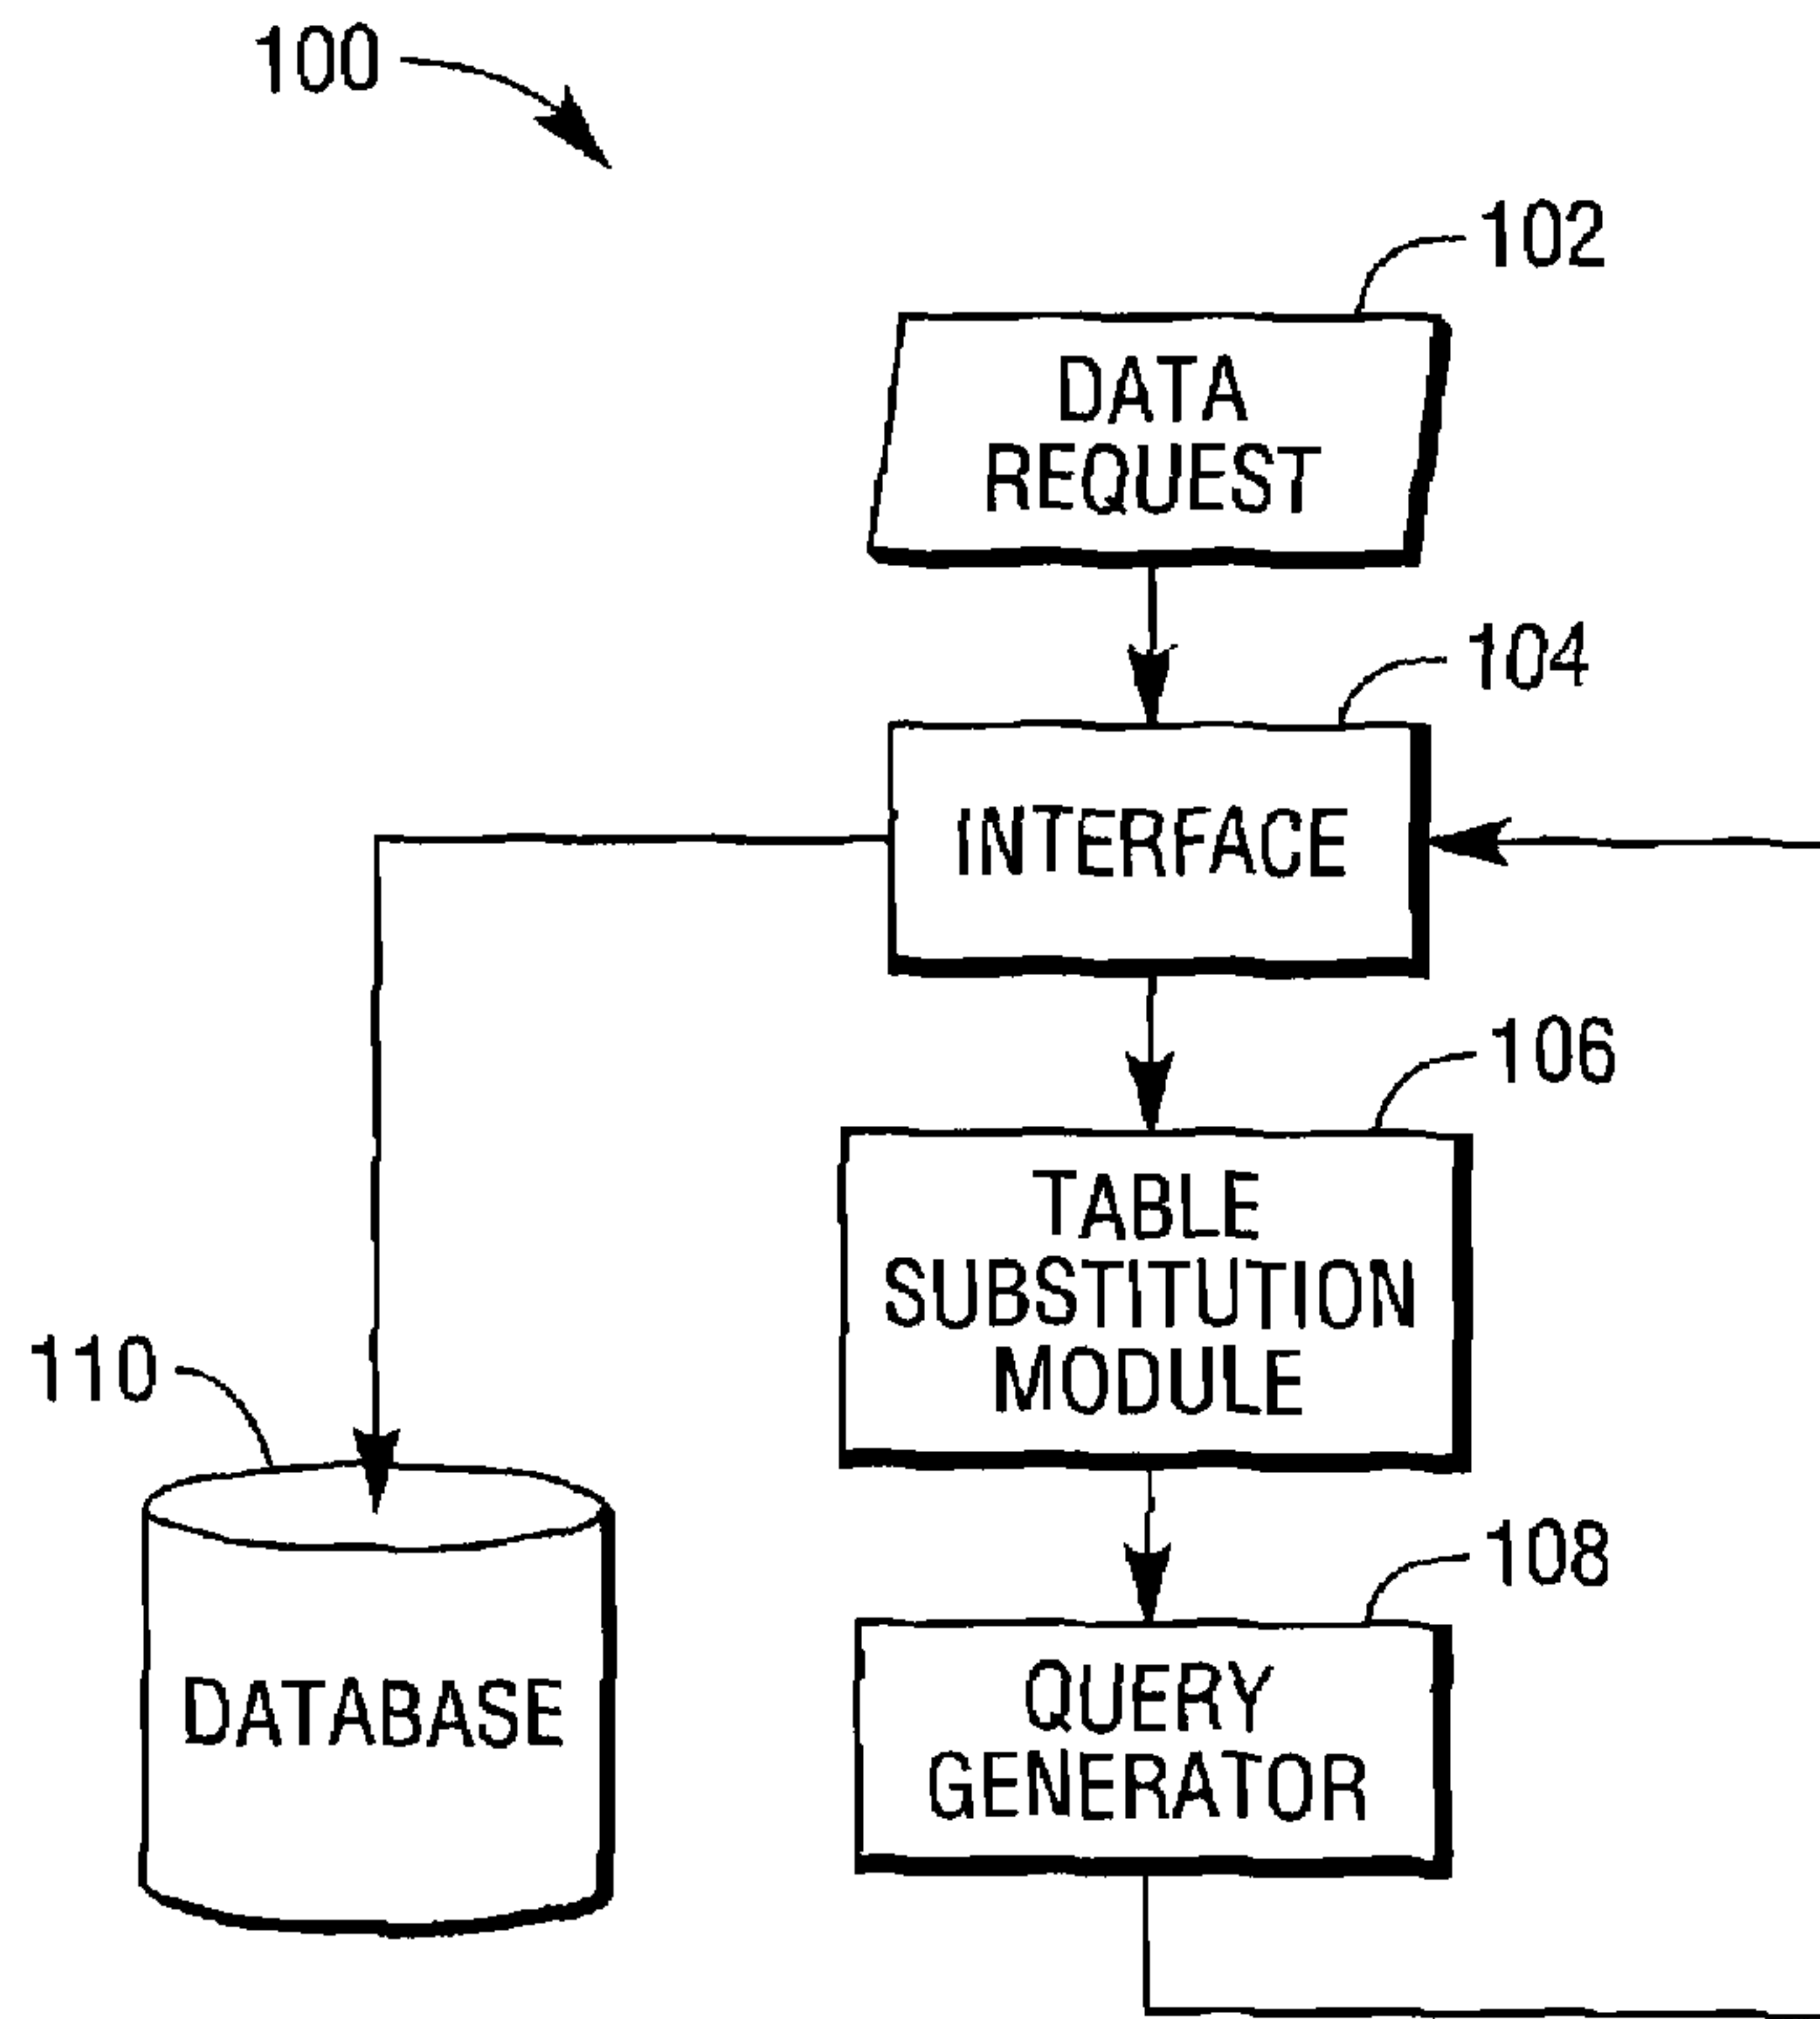 100
102
DATA
REQUEST
104
INTERFACE
106
TABLE
SUBSTITUTION
MODULE
110
108
DATABASE
QUERY
GENERATOR